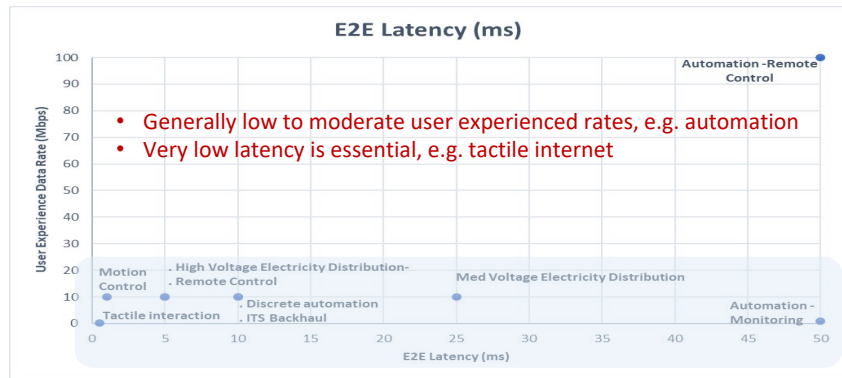 E2E Latency (ms)
User Experience Data Rate (Mbps)
100
90
80
70
60
50
40
30
20
10
0
Automation -Remote
Control
• Generally low to moderate user experienced rates, e.g. automation
• Very low latency is essential, e.g. tactile internet
Motion
Control
. High Voltage Electricity Distribution-
. Remote Control
Med Voltage Electricity Distribution
Tactile interaction
. Discrete automation
. ITS Backhaul
Automation -
Monitoring
0 5 10 15 20 25 30 35 40 45 50
E2E Latency (ms)